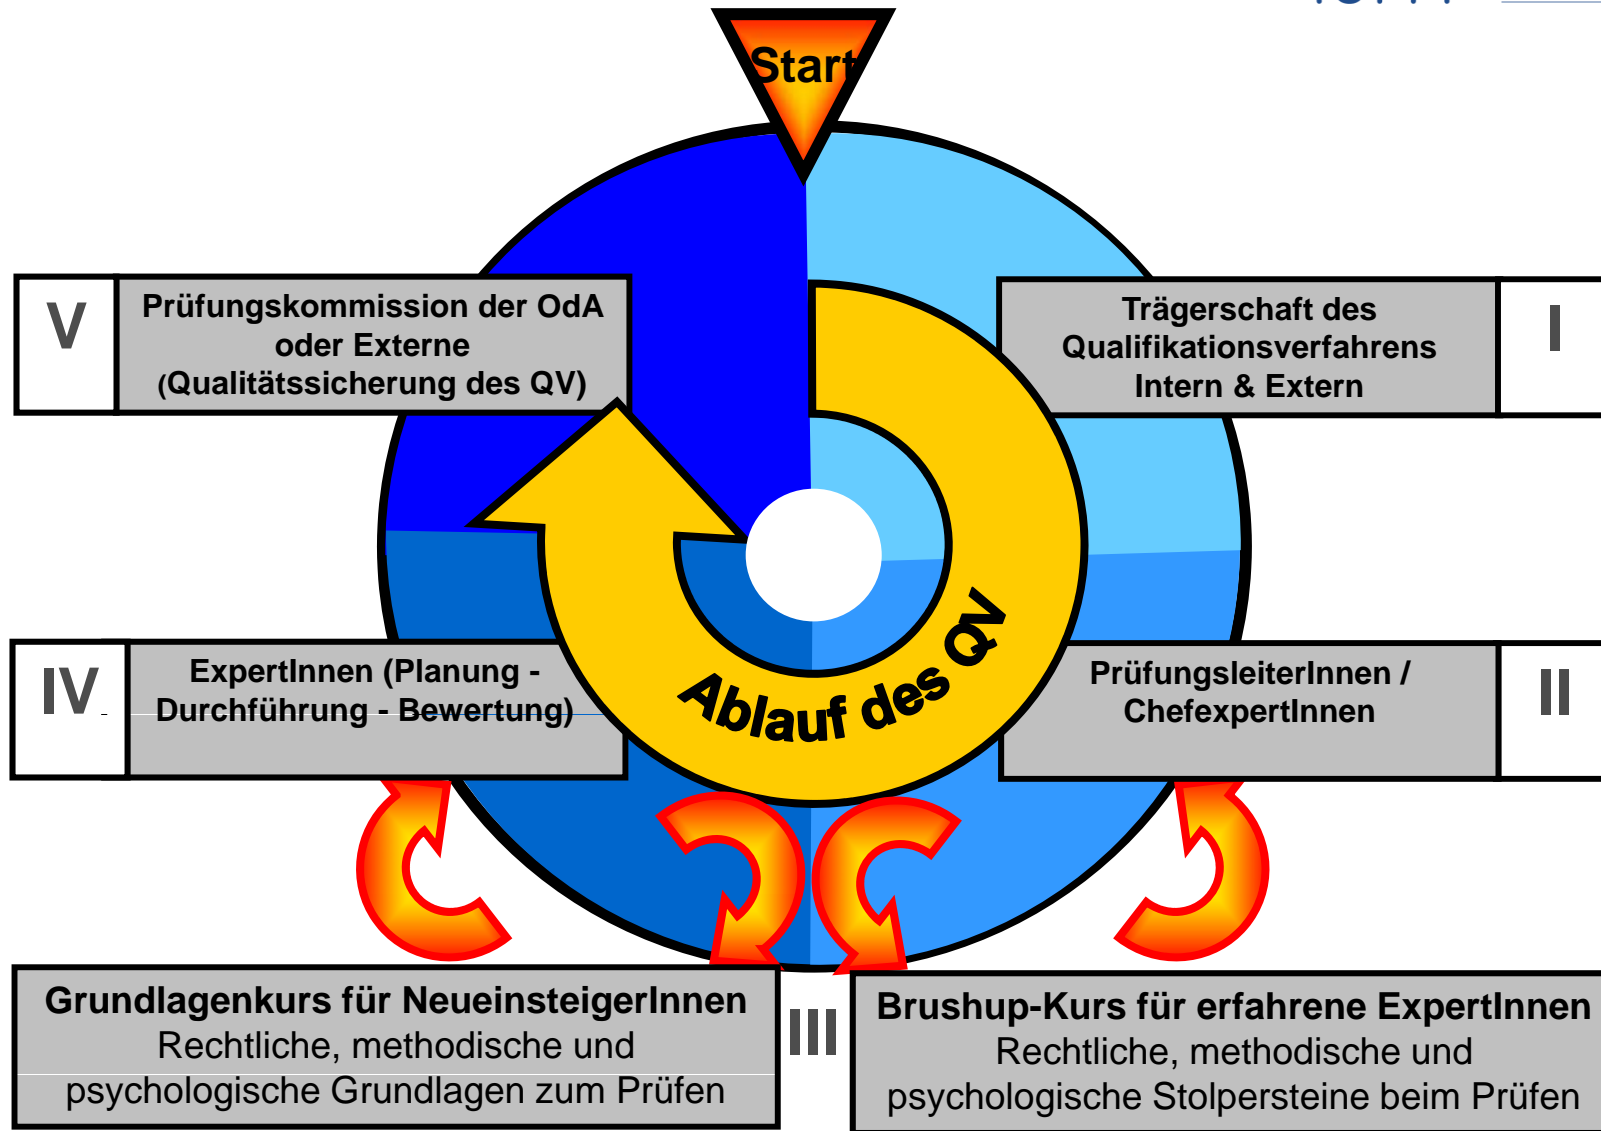 Start
V
Prüfungskommission der OdA
oder Externe
(Qualitätssicherung des QV)
Trägerschaft des
Qualifikationsverfahrens
Intern & Extern
I
IV
ExpertInnen (Planung -
Durchführung - Bewertung)
Ablauf des QV
PrüfungsleiterInnen /
ChefexpertInnen
II
Grundlagenkurs für NeueinsteigerInnen
Rechtliche, methodische und
psychologische Grundlagen zum Prüfen
III
Brushup-Kurs für erfahrene ExpertInnen
Rechtliche, methodische und
psychologische Stolpersteine beim Prüfen